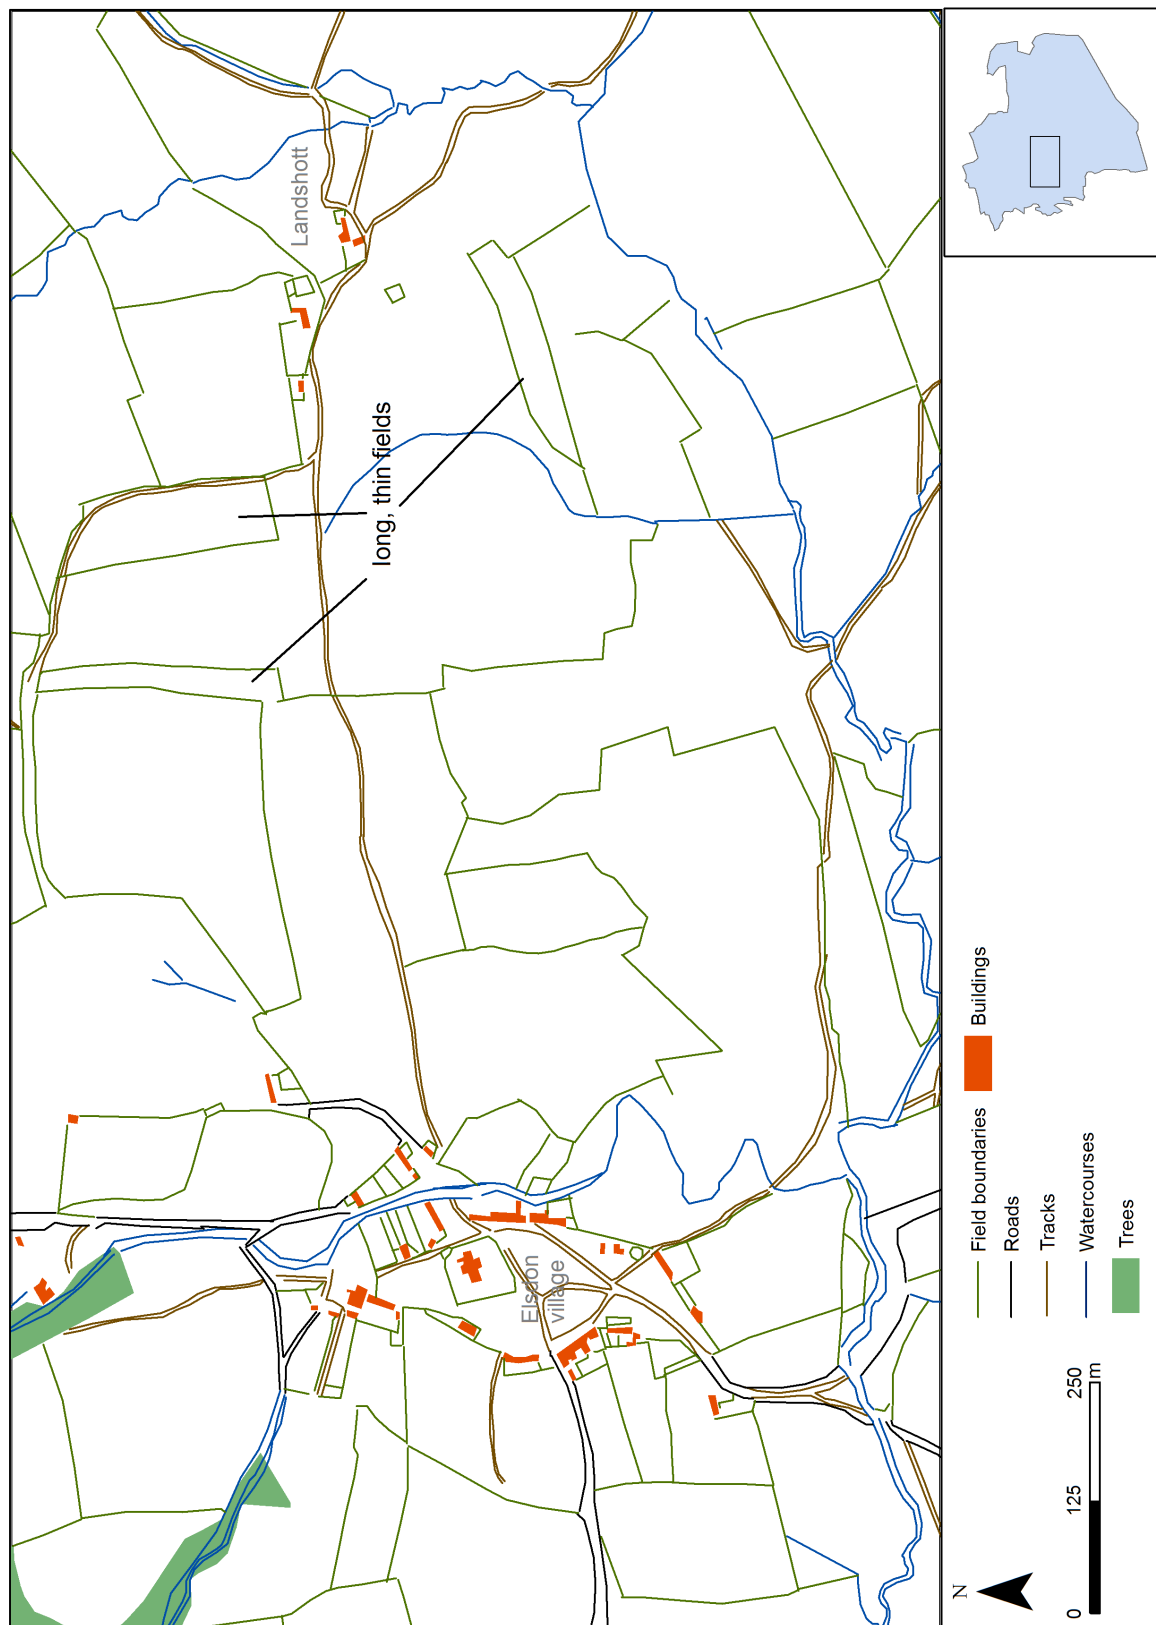 Landshott
long, thin fields
Elsdon
village
Field boundaries
Roads
Tracks
Watercourses
Trees
Buildings
N
0 125 250
m